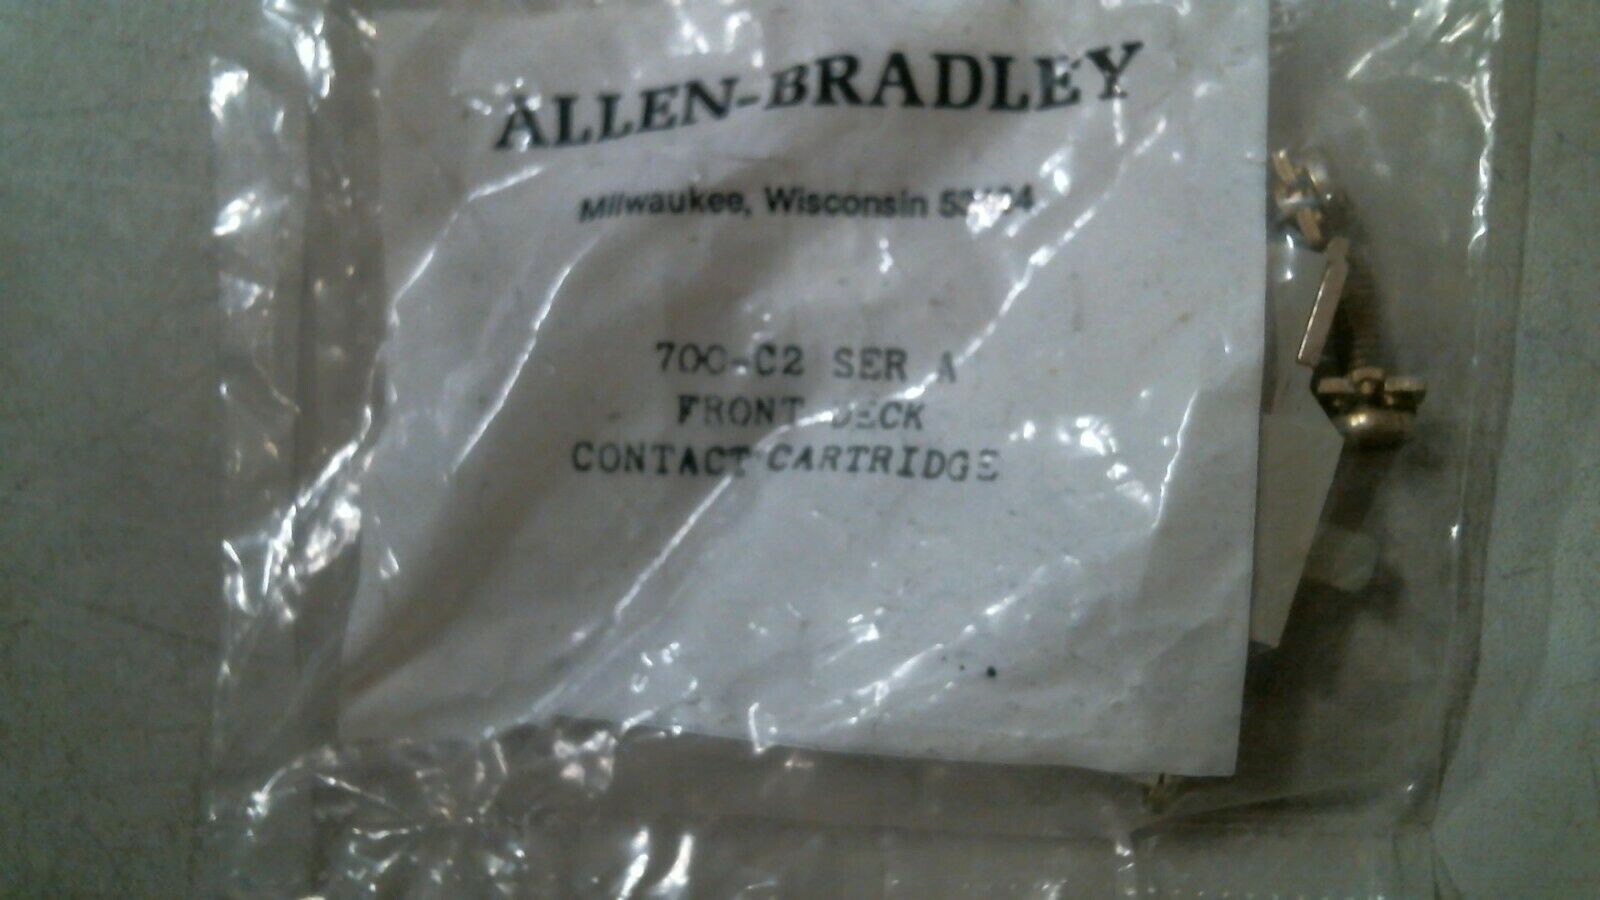 ALLEN-BRADLEY
Milwaukee, Wisconsin
700-C2 SER A
FRONT DECK
CONTACT CARTRIDGE